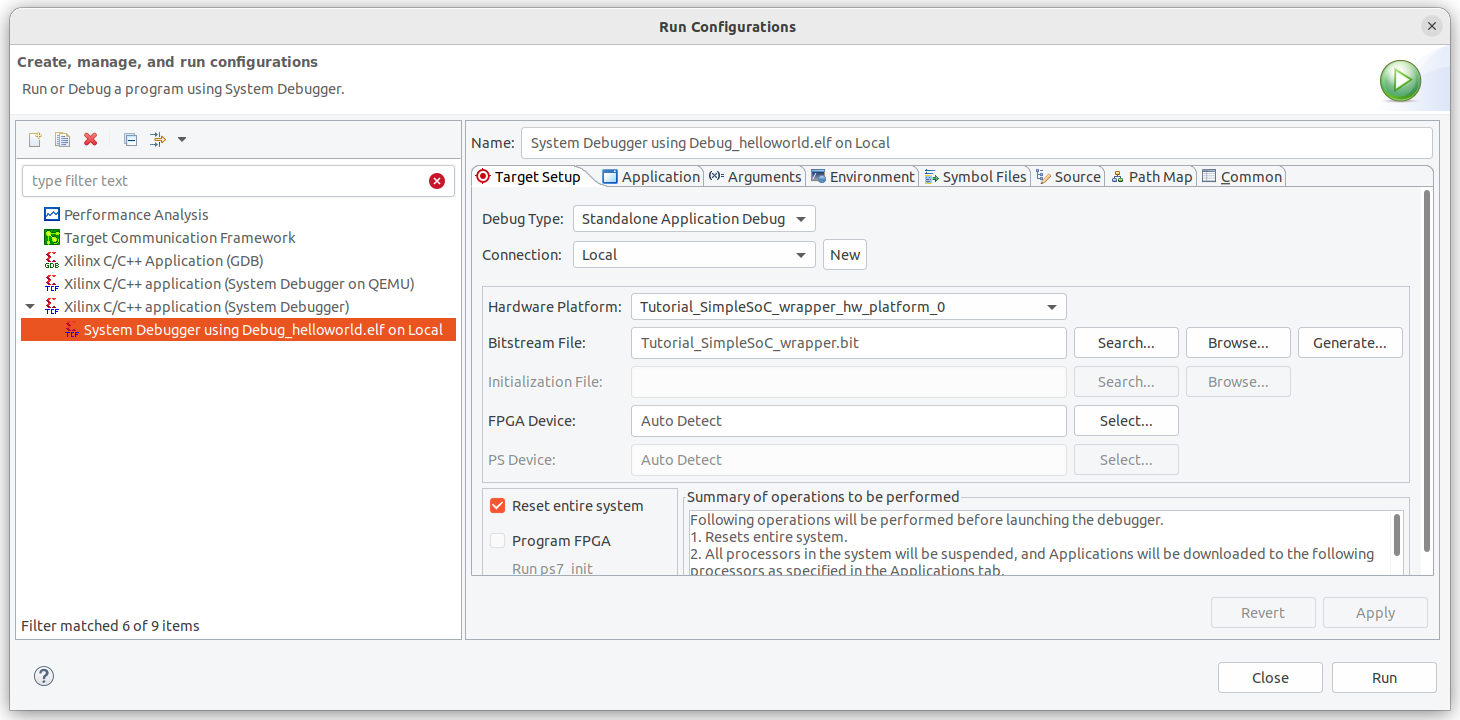 Run Configurations
Create, manage, and run configurations
Run or Debug a program using System Debugger.
type filter text
Performance Analysis
Target Communication Framework
Xilinx C/C++ Application (GDB)
Xilinx C/C++ application (System Debugger on QEMU)
Xilinx C/C++ application (System Debugger)
System Debugger using Debug_helloworld.elf on Local
Filter matched 6 of 9 items
Name: System Debugger using Debug_helloworld.elf on Local
Target Setup Application Arguments Environment Symbol Files Source Path Map Common
Debug Type: Standalone Application Debug
Connection: Local New
Hardware Platform: Tutorial_SimpleSoC_wrapper_hw_platform_0
Bitstream File: Tutorial_SimpleSoC_wrapper.bit Search... Browse... Generate...
Initialization File: Search... Browse...
FPGA Device: Auto Detect Select...
PS Device: Auto Detect Select...
Reset entire system
Program FPGA
Run ps7_init
Summary of operations to be performed
Following operations will be performed before launching the debugger.
1. Resets entire system.
2. All processors in the system will be suspended, and Applications will be downloaded to the following
processors as specified in the Applications tab.
Revert Apply
Close Run